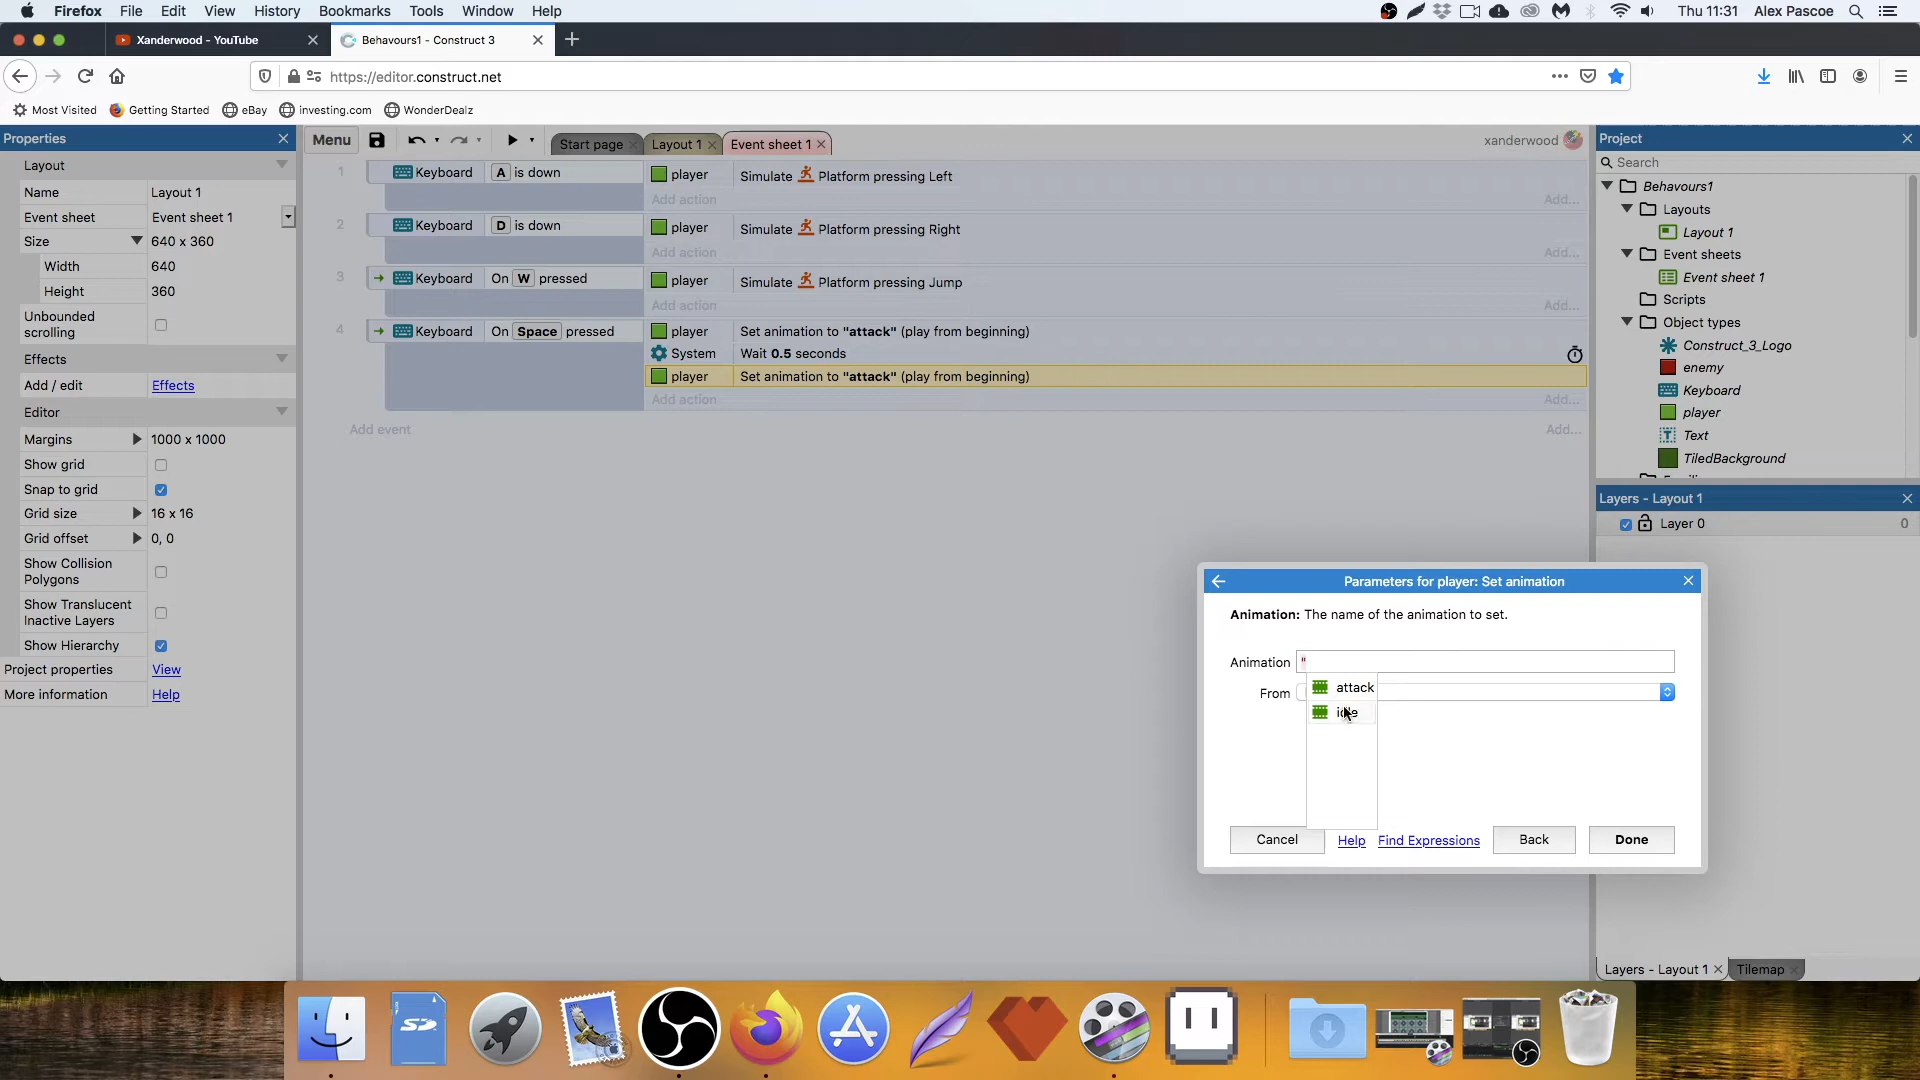 Firefox File Edit View History Bookmarks Tools Window Help Thu 11:31 Alex Pascoe
Xanderwood - YouTube
Behavours1 - Construct 3
https://editor.construct.net
Most Visited Getting Started eBay investing.com WonderDealz
Properties
Layout
Name Layout 1
Event sheet Event sheet 1
Size 640 x 360
Width 640
Height 360
Unbounded scrolling
Effects
Add / edit Effects
Editor
Margins 1000 x 1000
Show grid
Snap to grid
Grid size 16 x 16
Grid offset 0, 0
Show Collision Polygons
Show Translucent Inactive Layers
Show Hierarchy
Project properties View
More information Help
Menu
Start page
Layout 1
Event sheet 1
xanderwood
1 Keyboard A is down player Simulate Platform pressing Left
Add action Add...
2 Keyboard D is down player Simulate Platform pressing Right
Add action Add...
3 Keyboard On W pressed player Simulate Platform pressing Jump
Add action Add...
4 Keyboard On Space pressed player Set animation to "attack" (play from beginning)
System Wait 0.5 seconds
player Set animation to "attack" (play from beginning)
Add action Add...
Add event Add...
Parameters for player: Set animation
Animation: The name of the animation to set.
Animation "
From
attack
Cancel Help Find Expressions Back Done
Project
Search
Behavours1
Layouts
Layout 1
Event sheets
Event sheet 1
Scripts
Object types
Construct_3_Logo
enemy
Keyboard
player
Text
TiledBackground
Layers - Layout 1
Layer 0 0
Layers - Layout 1
Tilemap